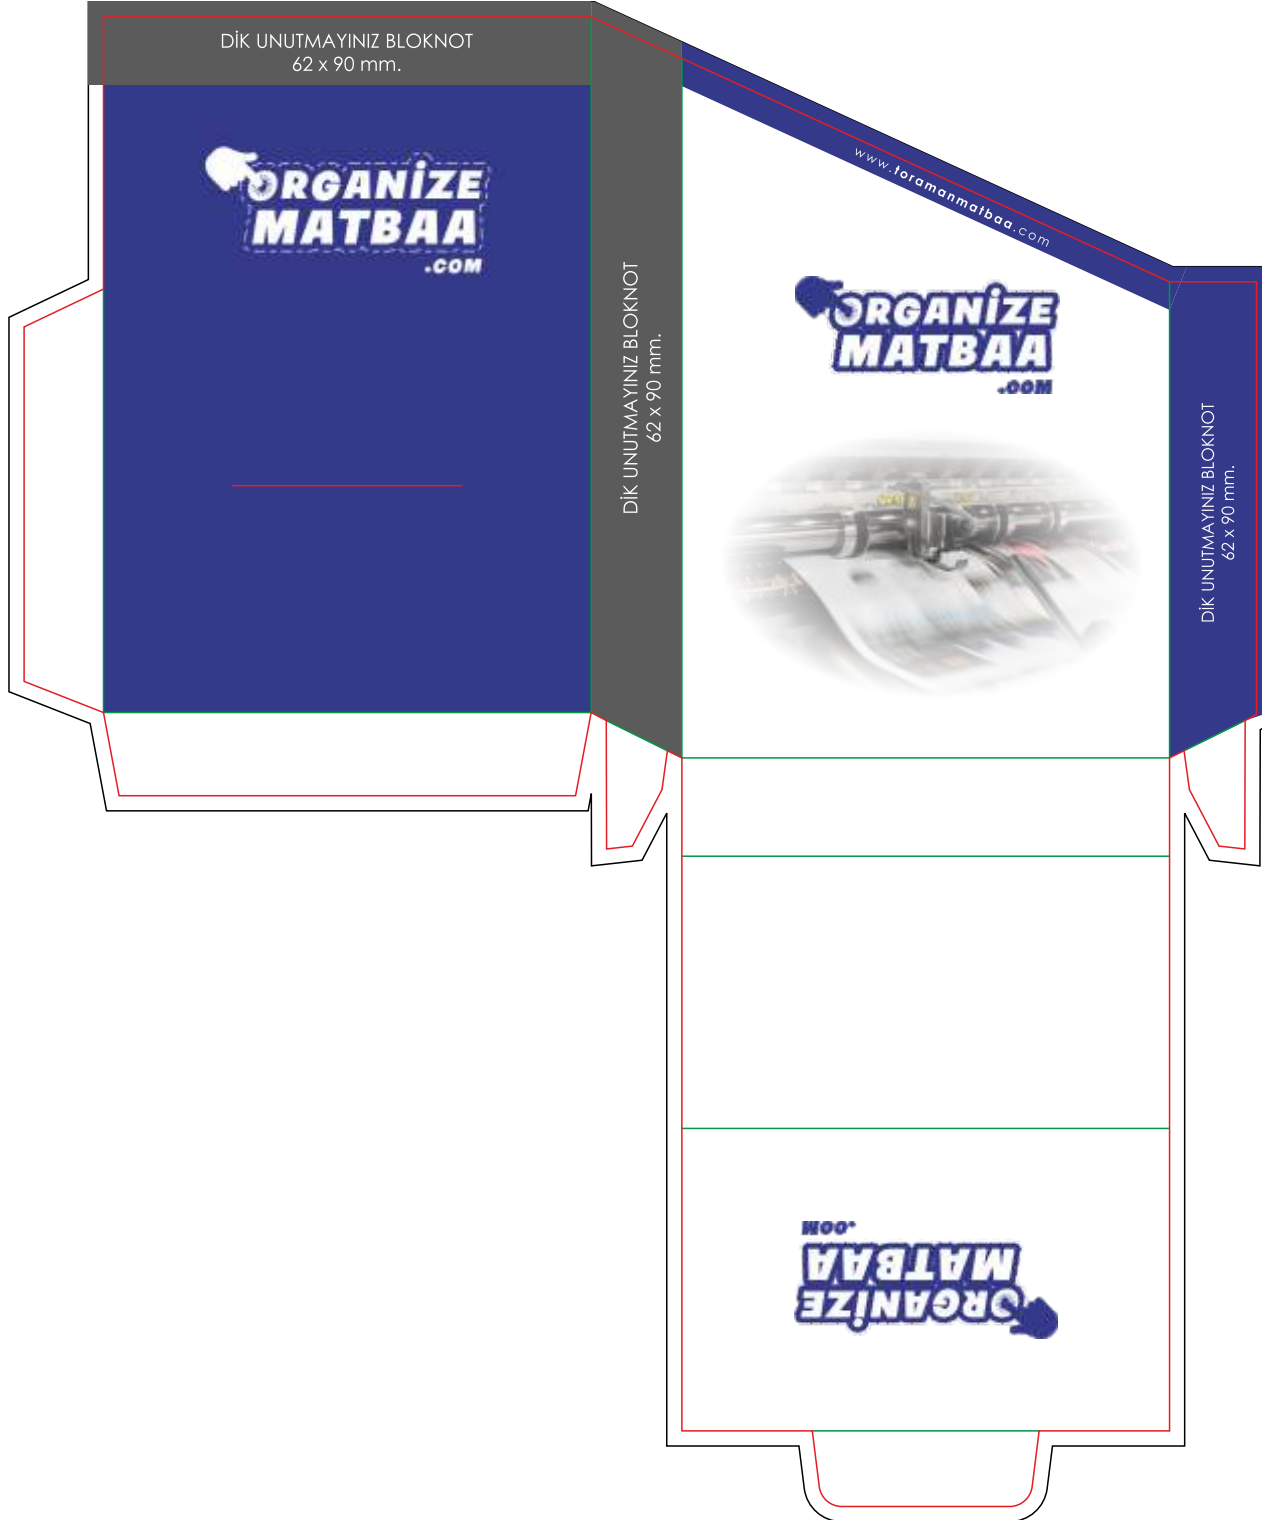 DİK UNUTMAYINIZ BLOKNOT
62 x 90 mm.
ORGANİZE
MATBAA
.COM
DİK UNUTMAYINIZ BLOKNOT
62 x 90 mm.
www.toramanmatbaa.com
ORGANİZE
MATBAA
.COM
DİK UNUTMAYINIZ BLOKNOT
62 x 90 mm.
ORGANİZE
MATBAA
.COM